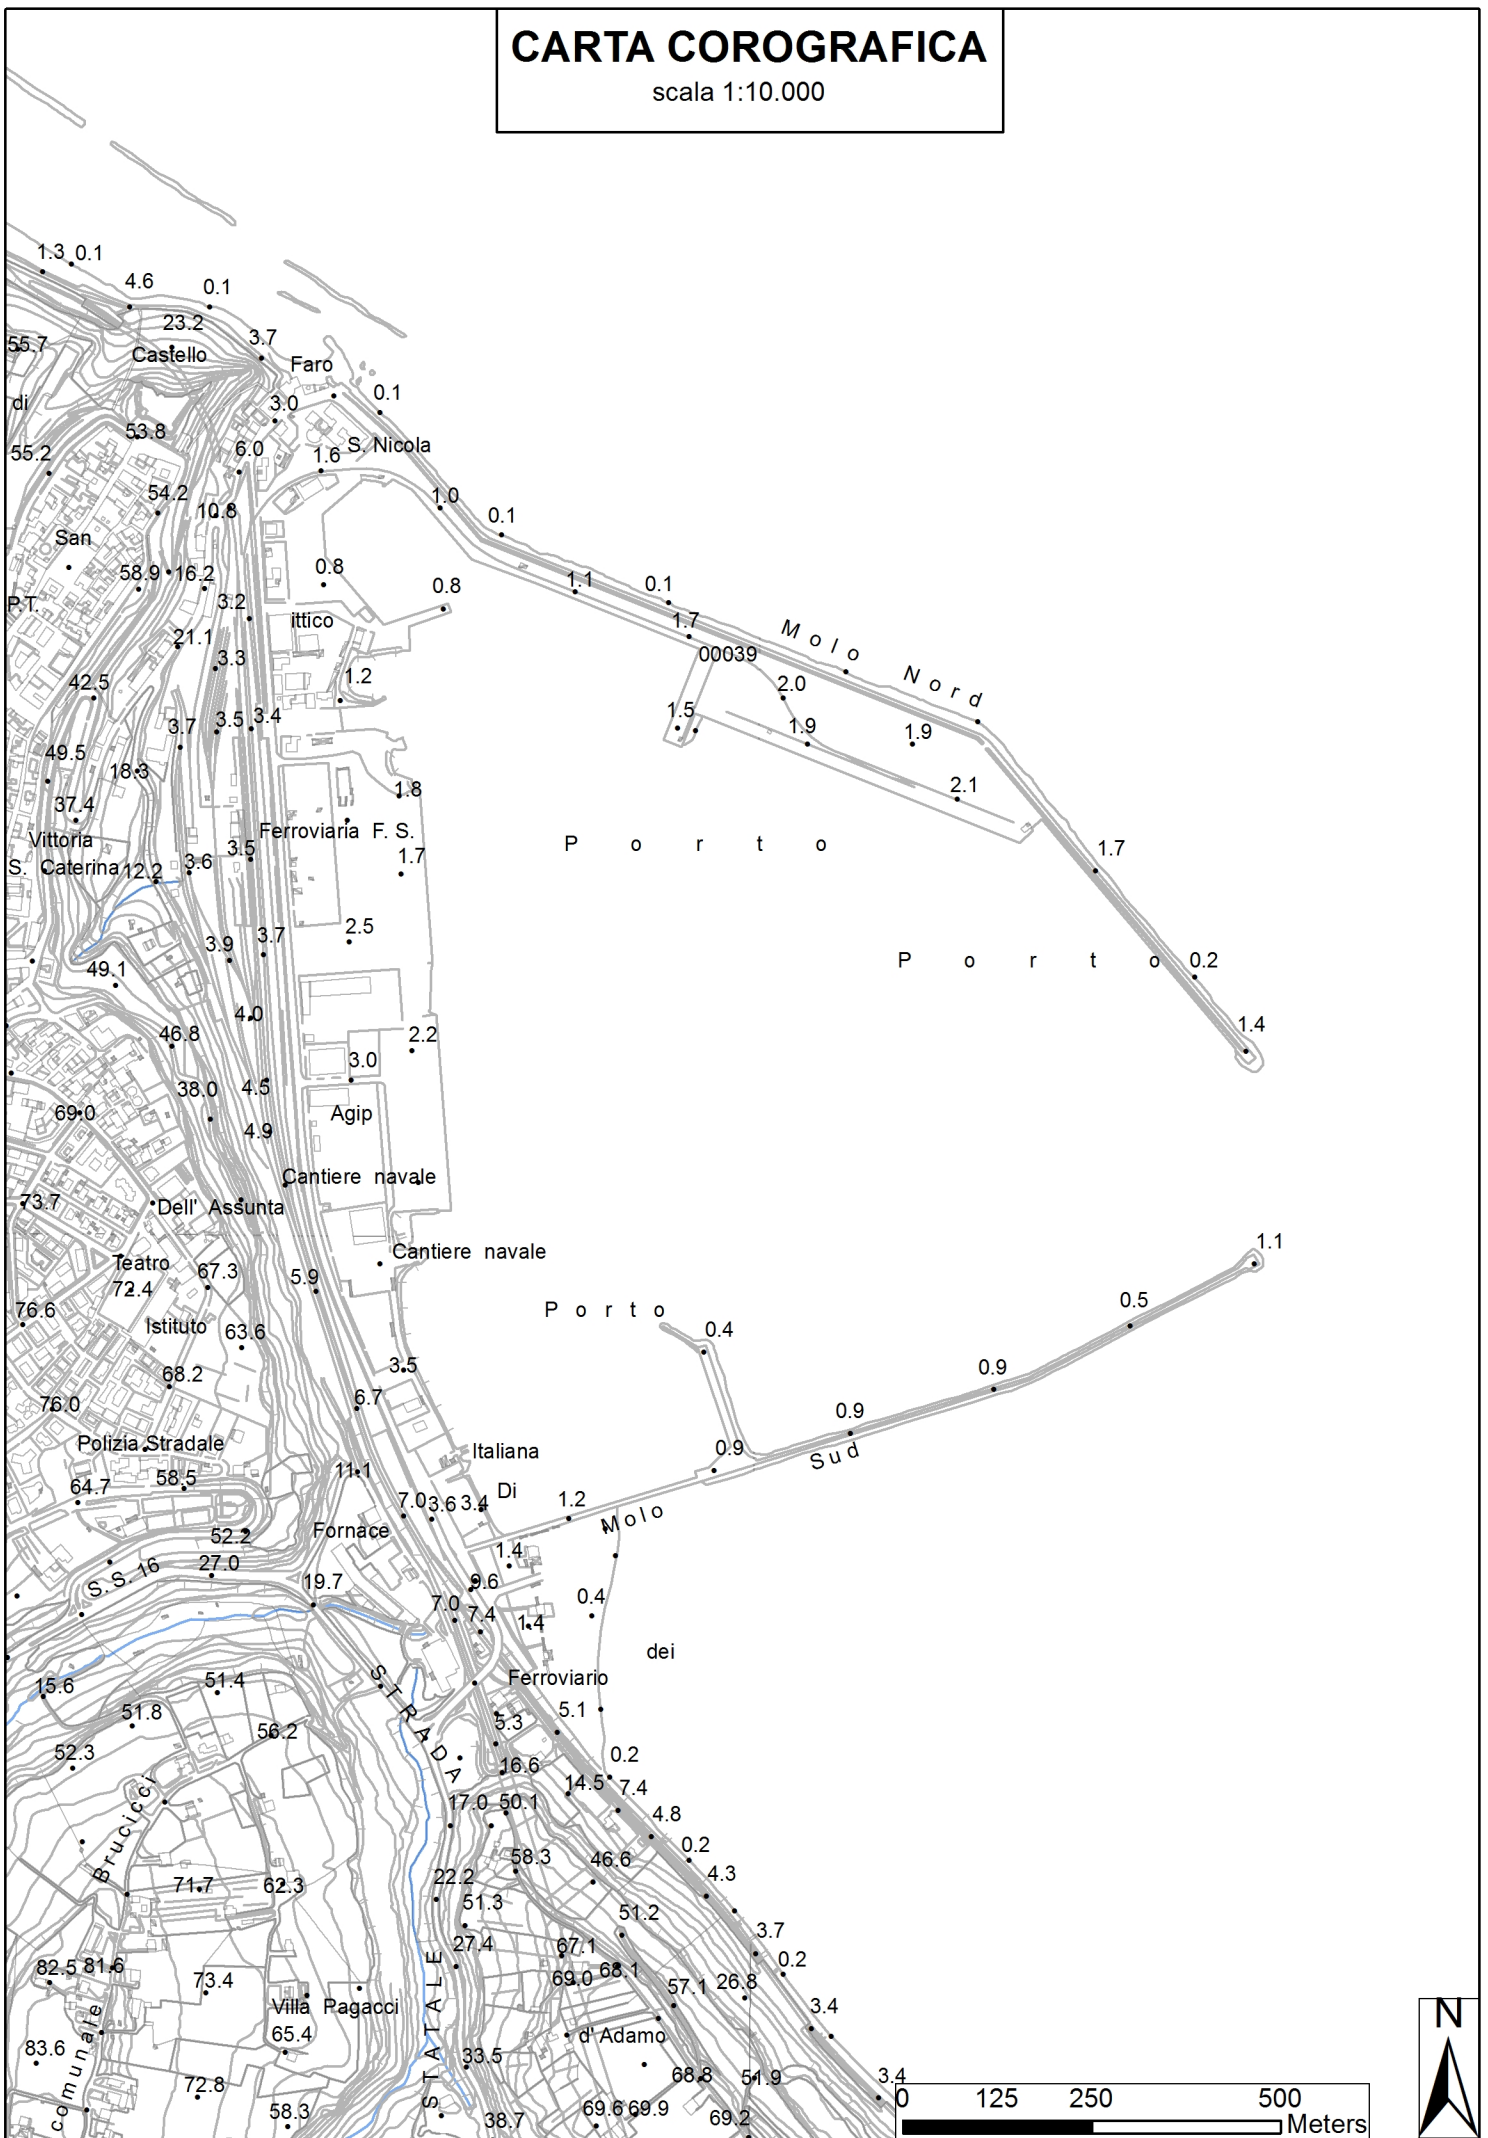 CARTA COROGRAFICA
scala 1:10.000
1.3 0.1
4.6 0.1
23.2
3.7
55.7 Castello Faro
di 3.0 0.1
53.8
55.2 6.0 1.6 S. Nicola
54.2 10.8 1.0
0.1
San
58.9 16.2 0.8 0.8 1.1 0.1
P.T. 3.2 ittico 1.7
21.1 Molo Nord
3.3 00039
42.5 1.2 2.0
3.7 3.5 3.4 1.5 1.9 1.9
49.5 18.3
37.4 1.8 2.1
Vittoria Ferroviaria F. S. Porto
S. Caterina 12.2 3.6 3.5 1.7 1.7
3.9 3.7 2.5
49.1 Porto 0.2
4.0
46.8 2.2 1.4
3.0
38.0 4.5
69.0 Agip
4.9
Cantiere navale
73.7 Dell' Assunta
Cantiere navale 1.1
Teatro
72.4 67.3 5.9
76.6 Porto 0.5
Istituto 63.6 0.4
68.2 3.5 0.9
76.0 6.7 0.9
Polizia Stradale Italiana 0.9 Sud
11.1
64.7 58.5 Di
7.0 3.6 3.4 1.2 Molo
52.2 Fornace
S.S. 16 27.0 1.4
19.7 9.6
7.0 7.4 0.4
1.4
dei
15.6 51.4 Ferroviario
51.8 56.2 STRADA 5.3 5.1
52.3 16.6 0.2
14.5 7.4
Brucicci 17.0 50.1 4.8
58.3 46.6 0.2
71.7 62.3 22.2 4.3
51.3 51.2
27.4 67.1 3.7
82.5 81.6 73.4 69.0 68.1 0.2
Villa Pagacci 57.1 26.8
65.4 STATALE d' Adamo 3.4
83.6 comunale 33.5 68.8 51.9
72.8 3.4
58.3 38.7 69.6 69.9 69.2
N
0 125 250 500
Meters